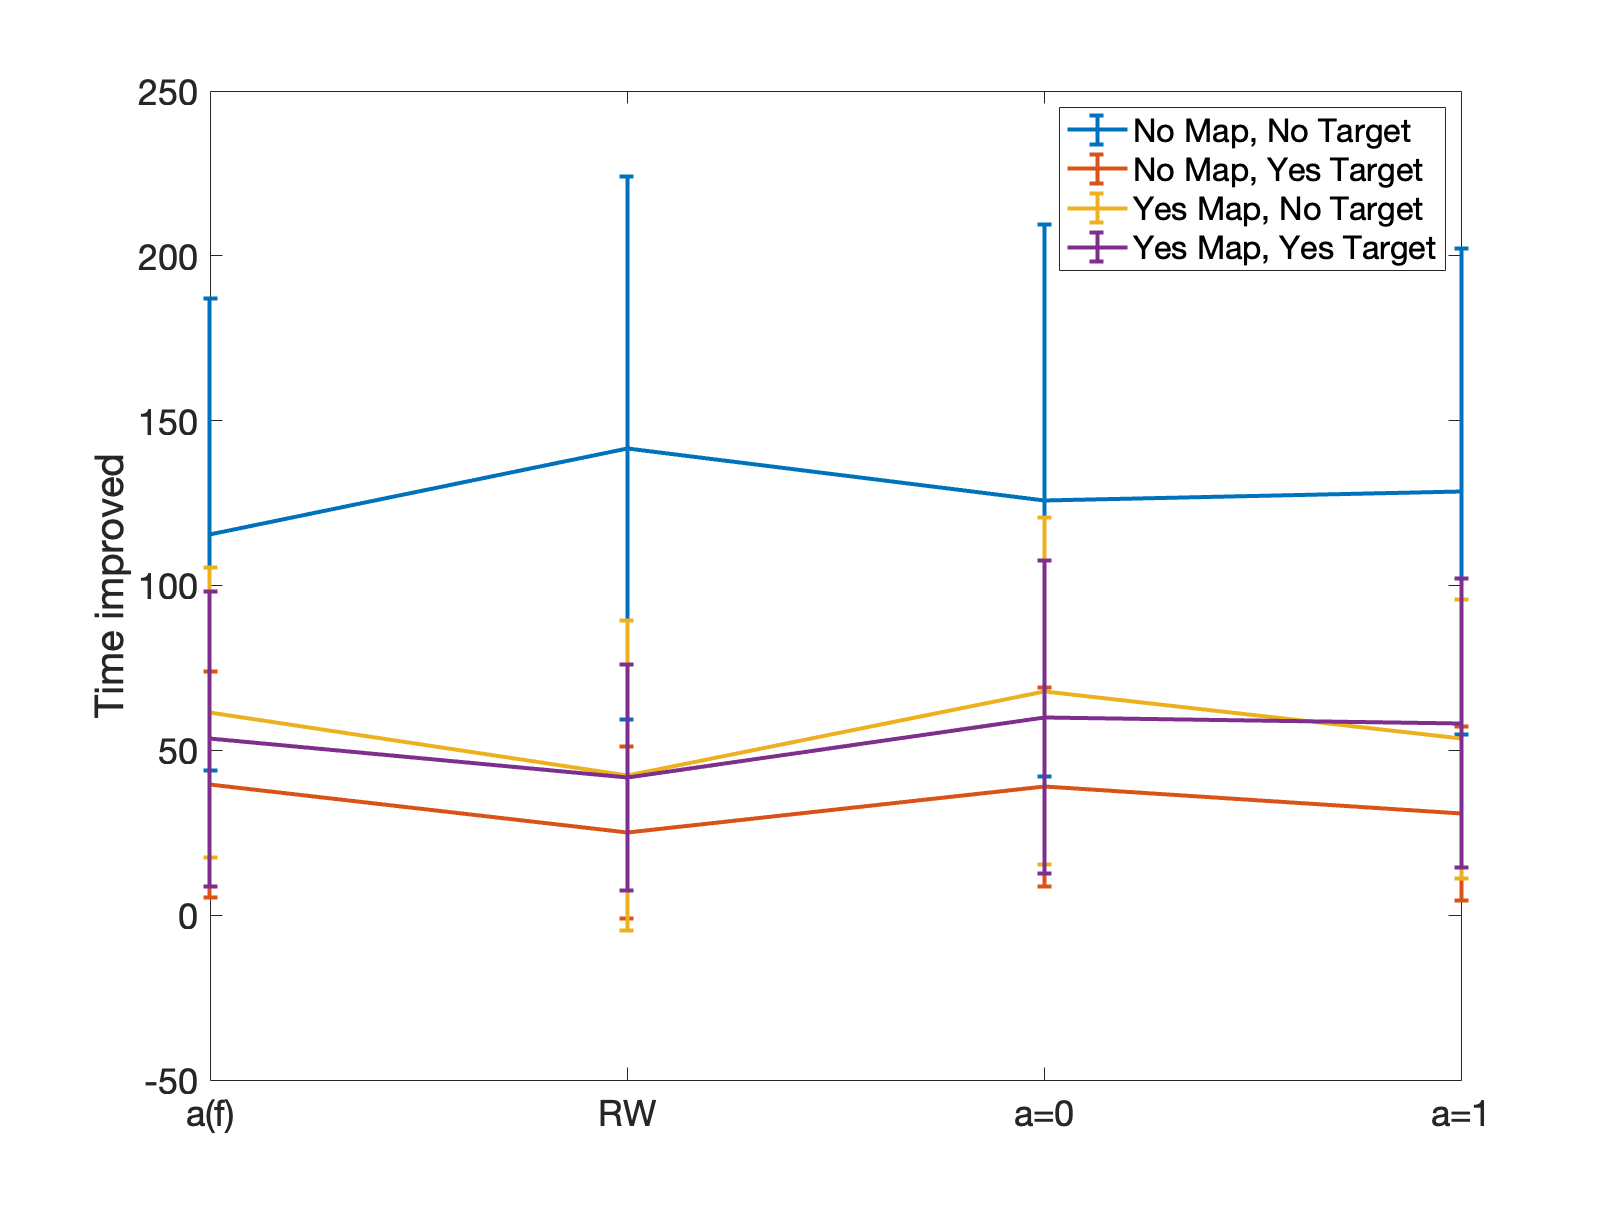 250
200
150
100
50
0
-50
Time improved
a(f) RW a=0 a=1
No Map, No Target
No Map, Yes Target
Yes Map, No Target
Yes Map, Yes Target